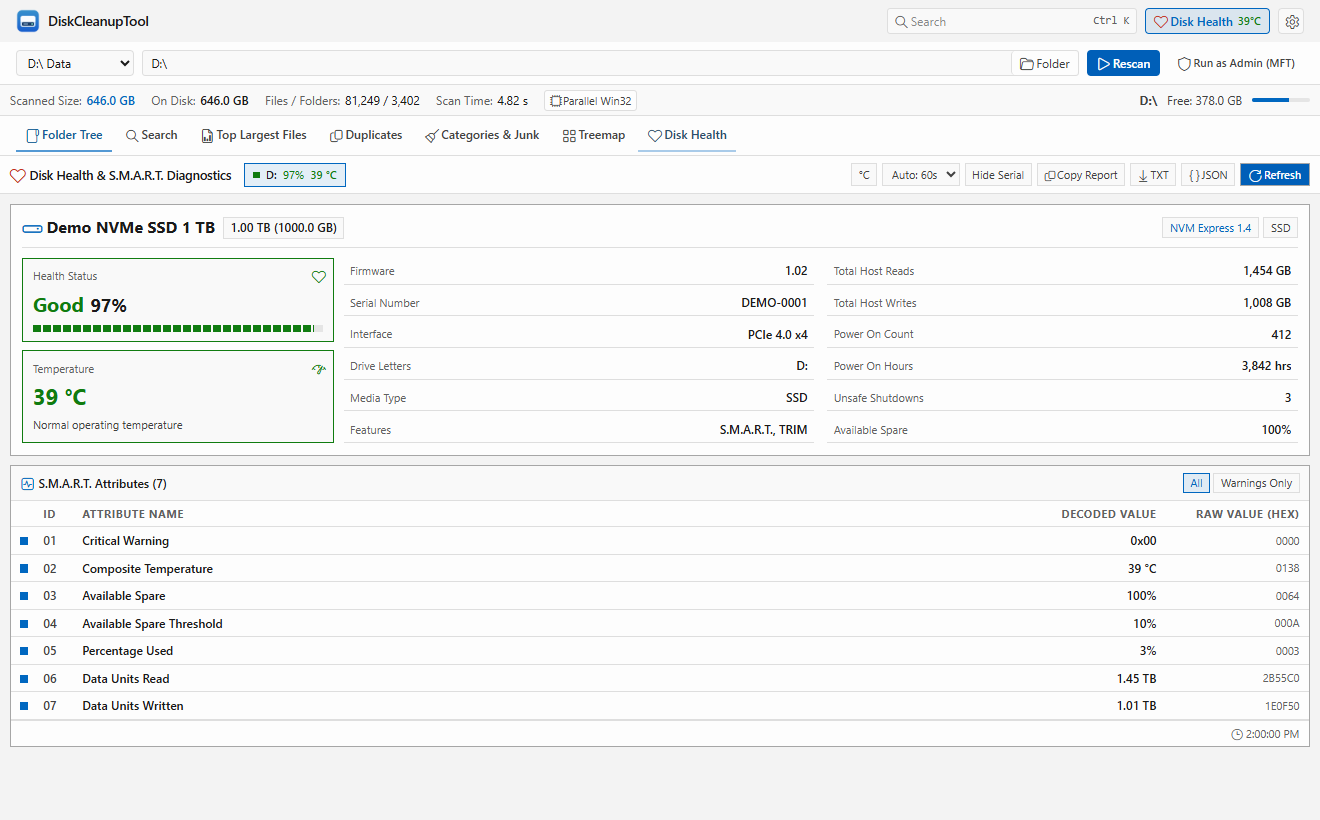 DiskCleanupTool
Search Ctrl K
Disk Health 39°C
D:\ Data
D:\
Folder
Rescan
Run as Admin (MFT)
Scanned Size: 646.0 GB On Disk: 646.0 GB Files / Folders: 81,249 / 3,402 Scan Time: 4.82 s Parallel Win32 D:\ Free: 378.0 GB
Folder Tree Search Top Largest Files Duplicates Categories & Junk Treemap Disk Health
Disk Health & S.M.A.R.T. Diagnostics D: 97% 39 °C °C Auto: 60s Hide Serial Copy Report TXT { } JSON Refresh
Demo NVMe SSD 1 TB 1.00 TB (1000.0 GB) NVM Express 1.4 SSD
Health Status
Good 97%
Temperature
39 °C
Normal operating temperature
Firmware 1.02
Serial Number DEMO-0001
Interface PCIe 4.0 x4
Drive Letters D:
Media Type SSD
Features S.M.A.R.T., TRIM
Total Host Reads 1,454 GB
Total Host Writes 1,008 GB
Power On Count 412
Power On Hours 3,842 hrs
Unsafe Shutdowns 3
Available Spare 100%
S.M.A.R.T. Attributes (7) All Warnings Only
ID ATTRIBUTE NAME DECODED VALUE RAW VALUE (HEX)
01 Critical Warning 0x00 0000
02 Composite Temperature 39 °C 0138
03 Available Spare 100% 0064
04 Available Spare Threshold 10% 000A
05 Percentage Used 3% 0003
06 Data Units Read 1.45 TB 2B55C0
07 Data Units Written 1.01 TB 1E0F50
2:00:00 PM